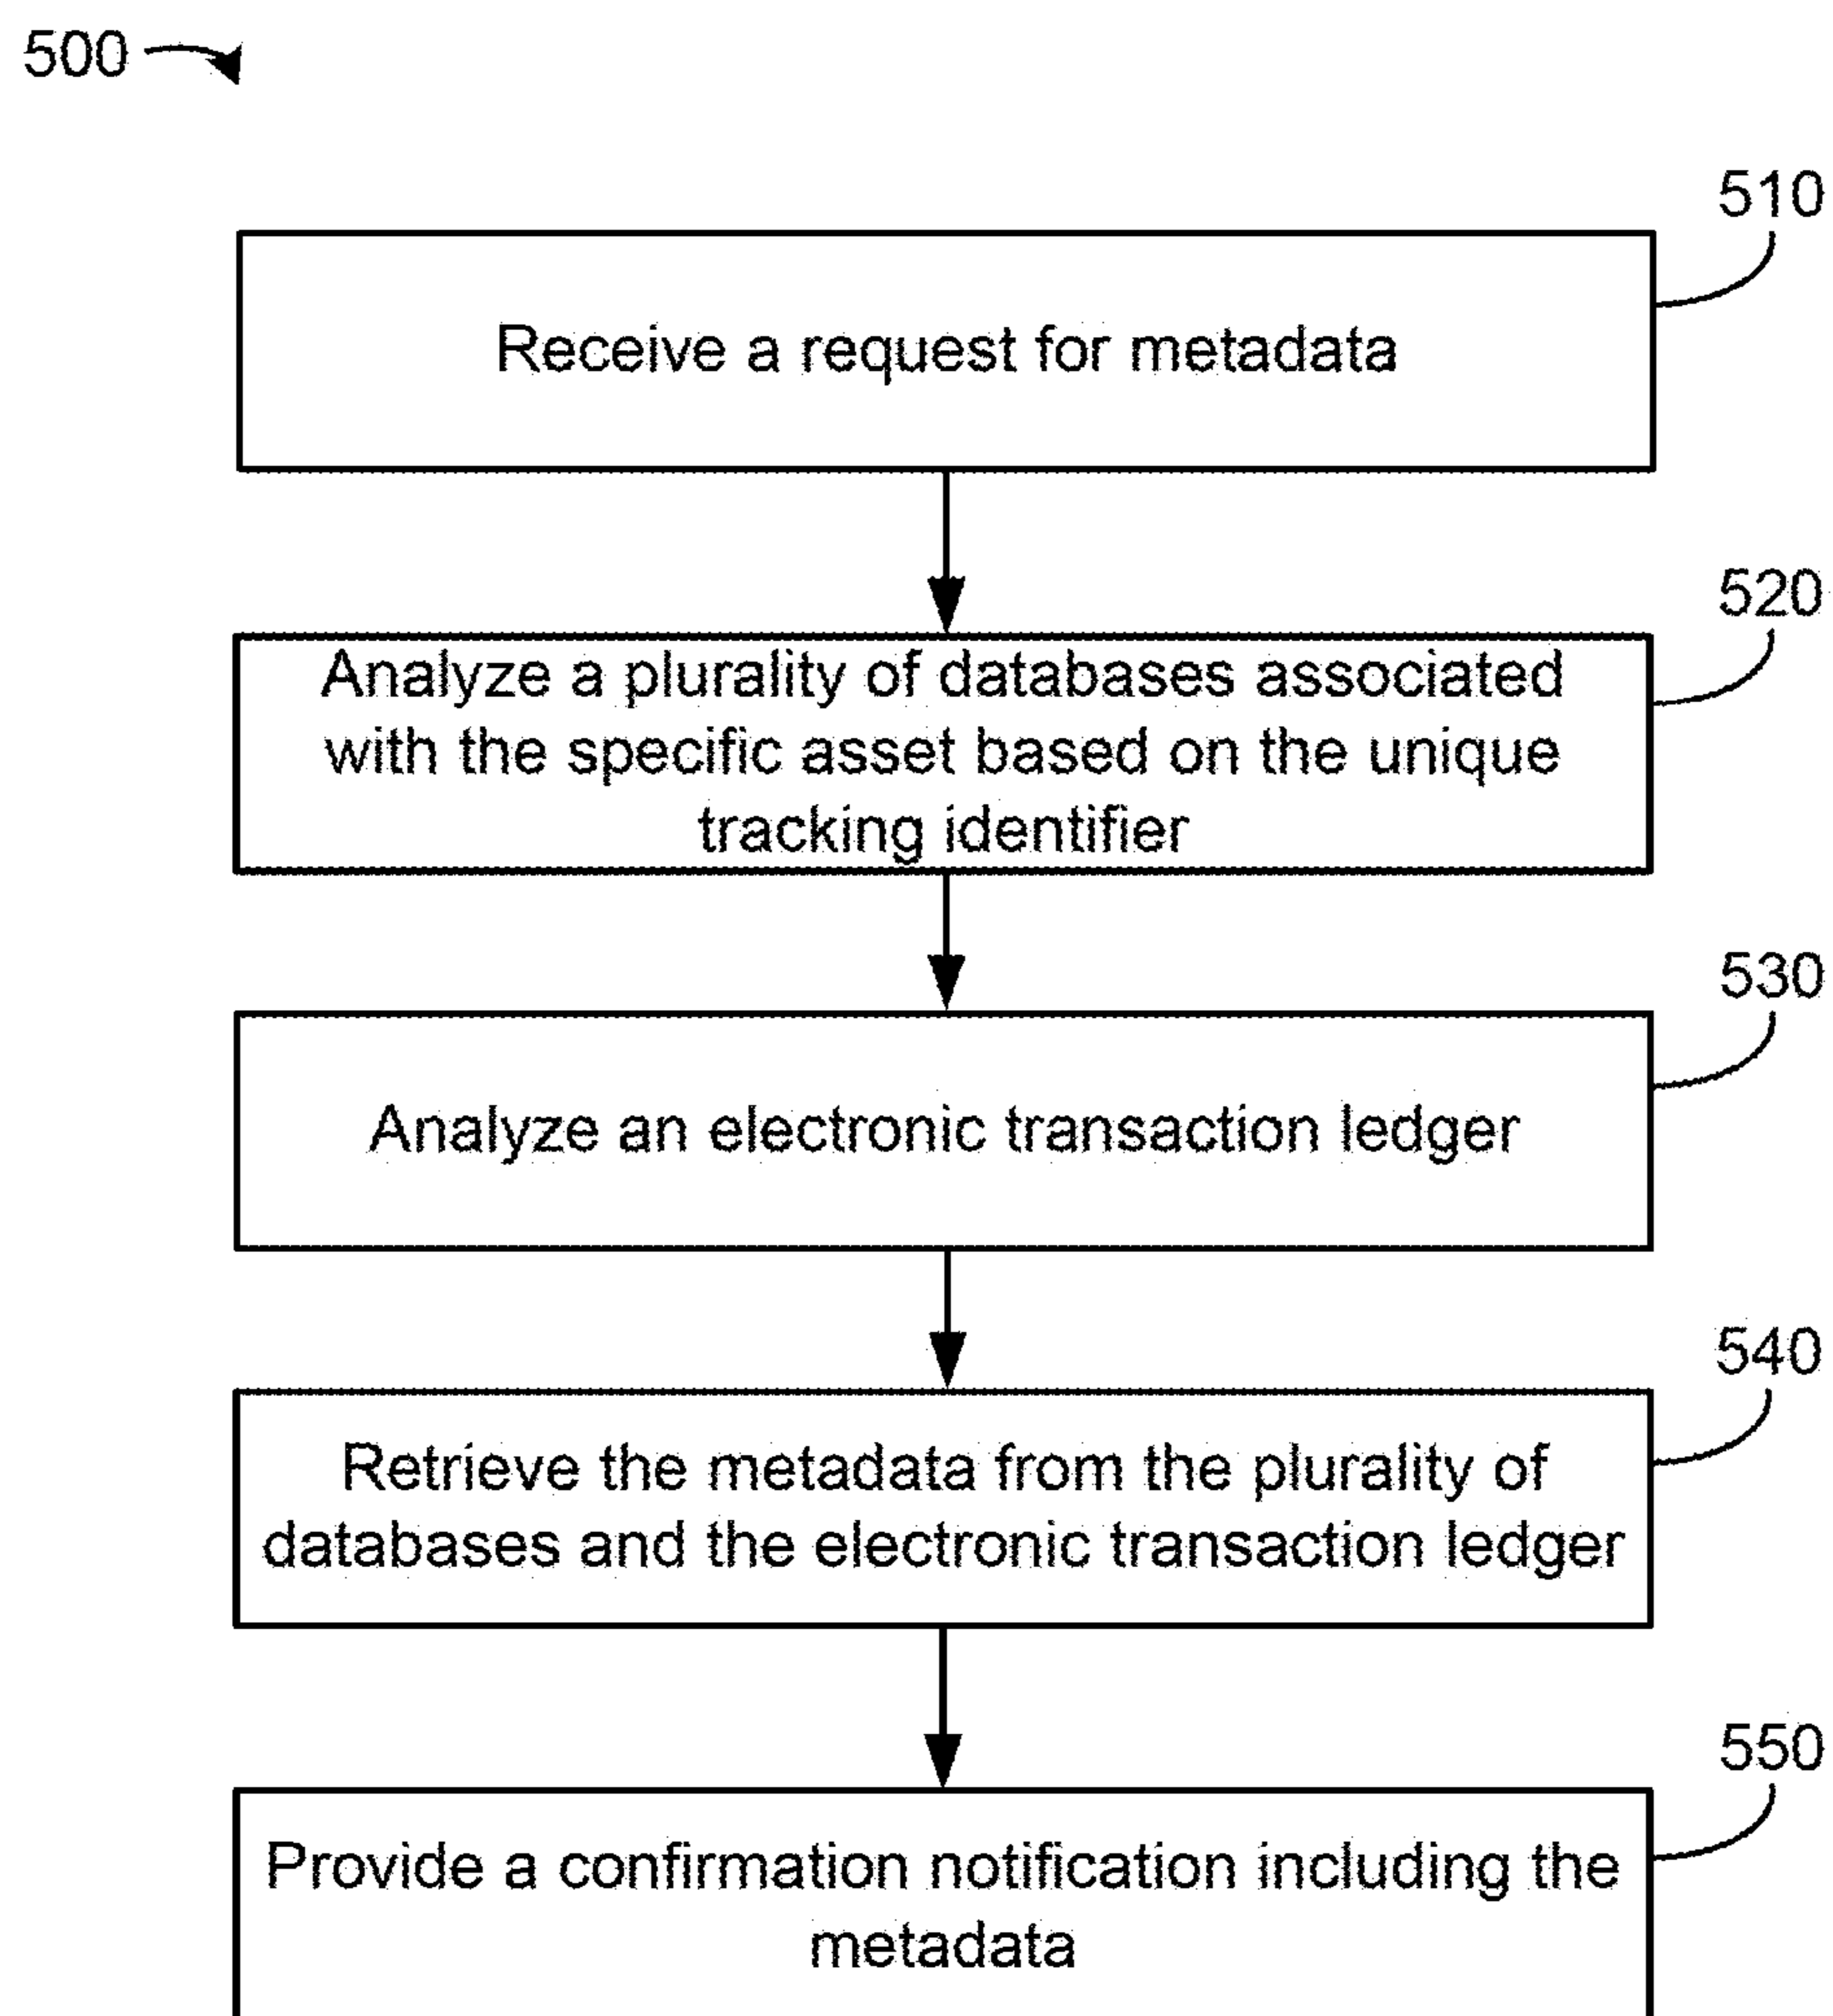 500
510
Receive a request for metadata
520
Analyze a plurality of databases associated
with the specific asset based on the unique
tracking identifier
530
Analyze an electronic transaction ledger
540
Retrieve the metadata from the plurality of
databases and the electronic transaction ledger
550
Provide a confirmation notification including the
metadata